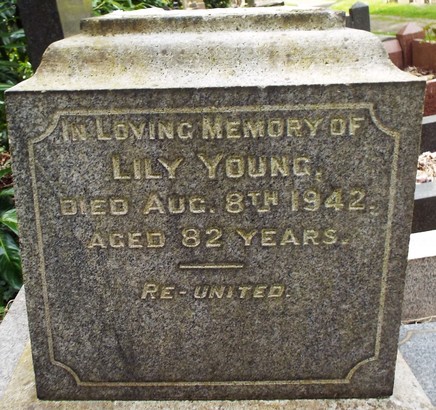 In Loving Memory of
Lily Young,
Died Aug. 8th 1942.
Aged 82 Years.
Re-united.